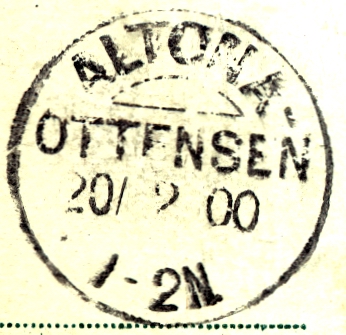 ALTONA.
OTTENSEN
20/ 2 00
1-2N